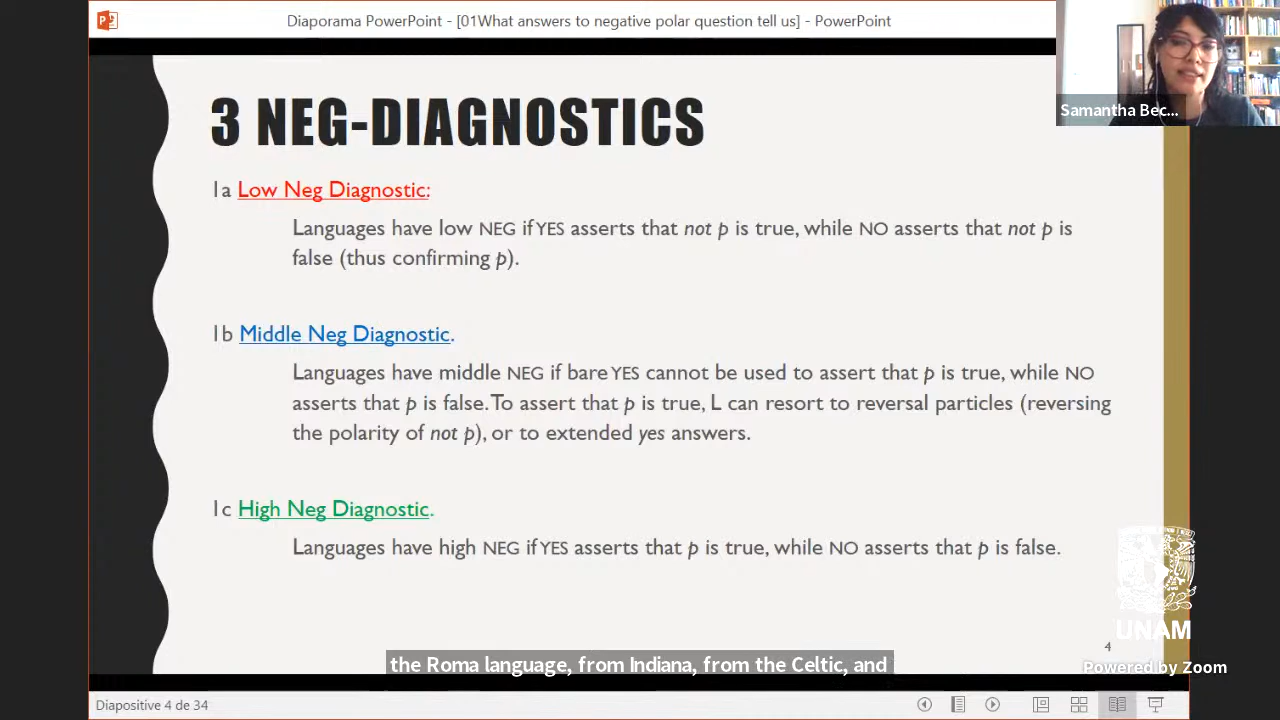 Diaporama PowerPoint - [01What answers to negative polar question tell us] - PowerPoint
Samantha Bec...
3 NEG-DIAGNOSTICS
1a Low Neg Diagnostic:
Languages have low NEG if YES asserts that not p is true, while NO asserts that not p is
false (thus confirming p).
1b Middle Neg Diagnostic.
Languages have middle NEG if bare YES cannot be used to assert that p is true, while NO
asserts that p is false. To assert that p is true, L can resort to reversal particles (reversing
the polarity of not p), or to extended yes answers.
1c High Neg Diagnostic.
Languages have high NEG if YES asserts that p is true, while NO asserts that p is false.
UNAM
4
the Roma language, from Indiana, from the Celtic, and
Powered by Zoom
Diapositive 4 de 34